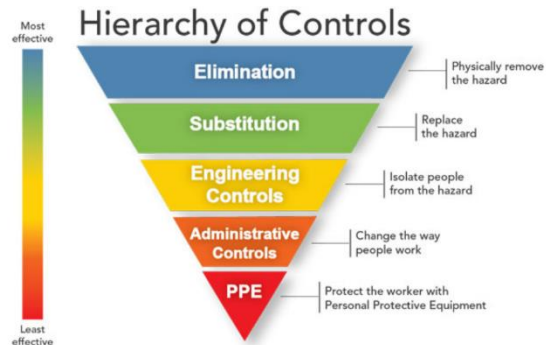 Hierarchy of Controls
Most
effective
Elimination
Physically remove
the hazard
Substitution
Replace
the hazard
Engineering
Controls
Isolate people
from the hazard
Administrative
Controls
Change the way
people work
PPE
Protect the worker with
Personal Protective Equipment
Least
effective